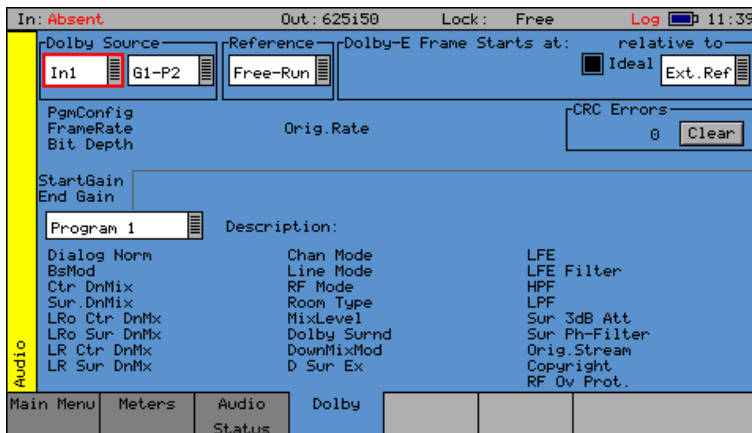 In: Absent Out: 625i50 Lock: Free Log 11:39
Dolby Source Reference Dolby-E Frame Starts at: relative to
In1 G1-P2 Free-Run Ideal Ext.Ref
PgmConfig CRC Errors
FrameRate Orig.Rate 0 Clear
Bit Depth
StartGain
End Gain
Program 1 Description:
Dialog Norm Chan Mode LFE
BsMod Line Mode LFE Filter
Ctr DnMix RF Mode HPF
Sur.DnMix Room Type LPF
LRo Ctr DnMx MixLevel Sur 3dB Att
LRo Sur DnMx Dolby Surnd Sur Ph-Filter
LR Ctr DnMx DownMixMod Orig.Stream
LR Sur DnMx D Sur Ex Copyright
RF Ov Prot.
Audio
Main Menu Meters Audio Status Dolby